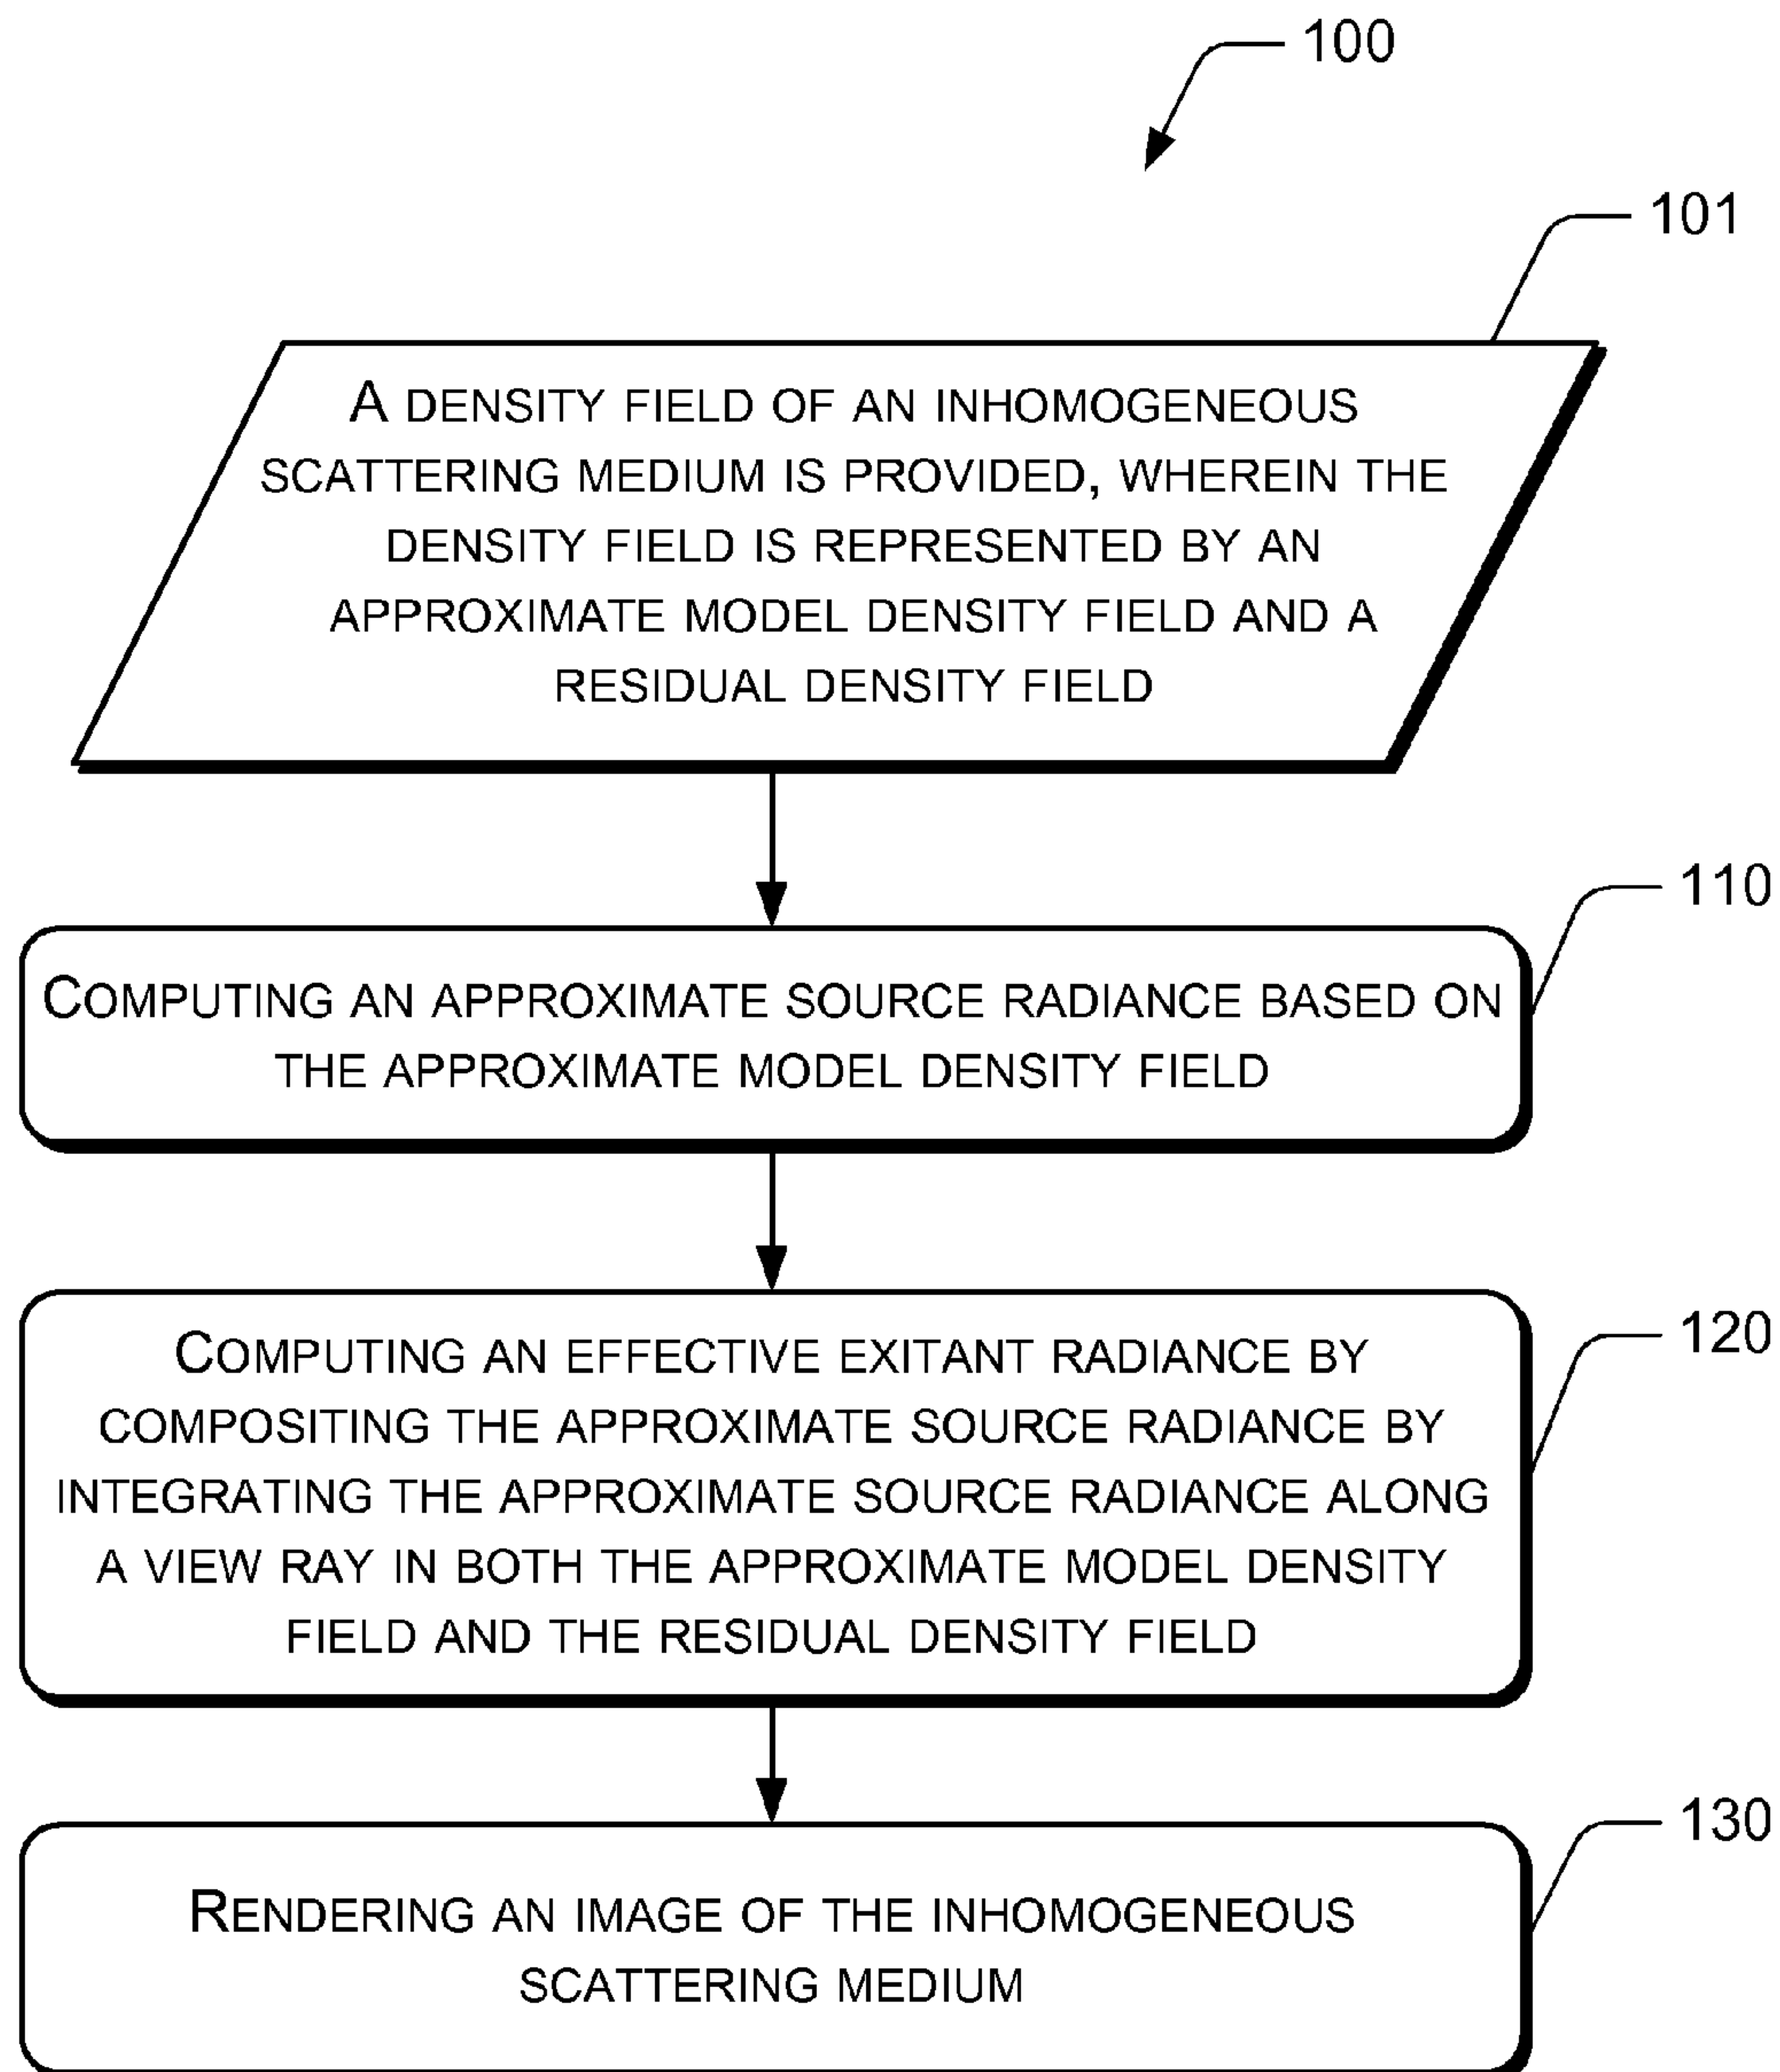 100
101
A DENSITY FIELD OF AN INHOMOGENEOUS
SCATTERING MEDIUM IS PROVIDED, WHEREIN THE
DENSITY FIELD IS REPRESENTED BY AN
APPROXIMATE MODEL DENSITY FIELD AND A
RESIDUAL DENSITY FIELD
110
COMPUTING AN APPROXIMATE SOURCE RADIANCE BASED ON
THE APPROXIMATE MODEL DENSITY FIELD
120
COMPUTING AN EFFECTIVE EXITANT RADIANCE BY
COMPOSITING THE APPROXIMATE SOURCE RADIANCE BY
INTEGRATING THE APPROXIMATE SOURCE RADIANCE ALONG
A VIEW RAY IN BOTH THE APPROXIMATE MODEL DENSITY
FIELD AND THE RESIDUAL DENSITY FIELD
130
RENDERING AN IMAGE OF THE INHOMOGENEOUS
SCATTERING MEDIUM